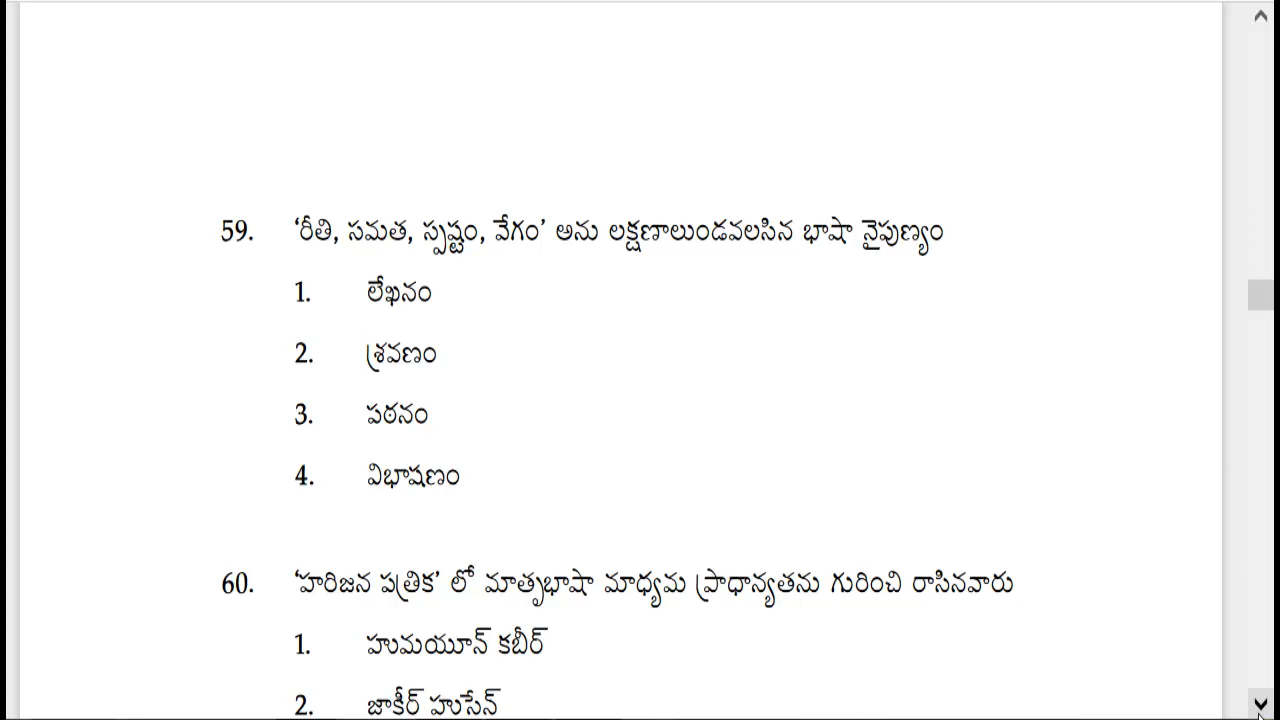 59. ‘రీతి, సమత, స్పష్టం, వేగం’ అను లక్షణాలుండవలసిన భాషా నైపుణ్యం
1. లేఖనం
2. శ్రవణం
3. పఠనం
4. విభాషణం
60. ‘హరిజన పత్రిక’ లో మాతృభాషా మాధ్యమ ప్రాధాన్యతను గురించి రాసినవారు
1. హుమయూన్ కబీర్
2. జాకీర్ హుసేన్